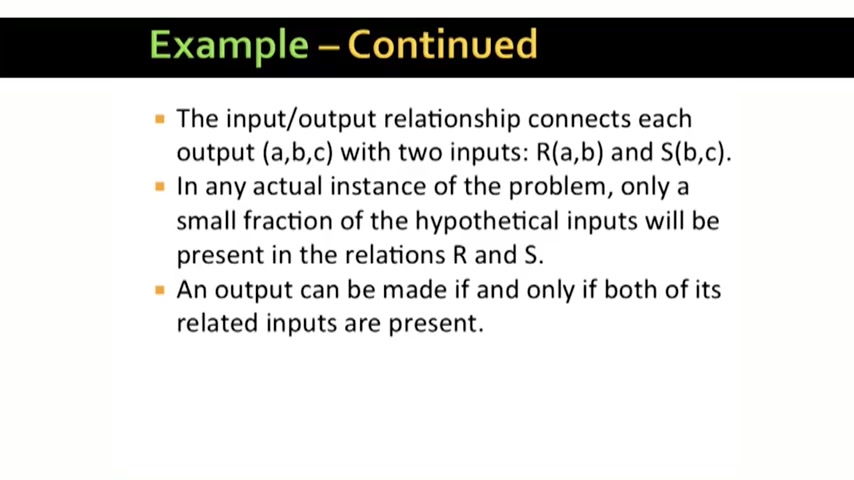 Example – Continued
▪ The input/output relationship connects each
output (a,b,c) with two inputs: R(a,b) and S(b,c).
▪ In any actual instance of the problem, only a
small fraction of the hypothetical inputs will be
present in the relations R and S.
▪ An output can be made if and only if both of its
related inputs are present.